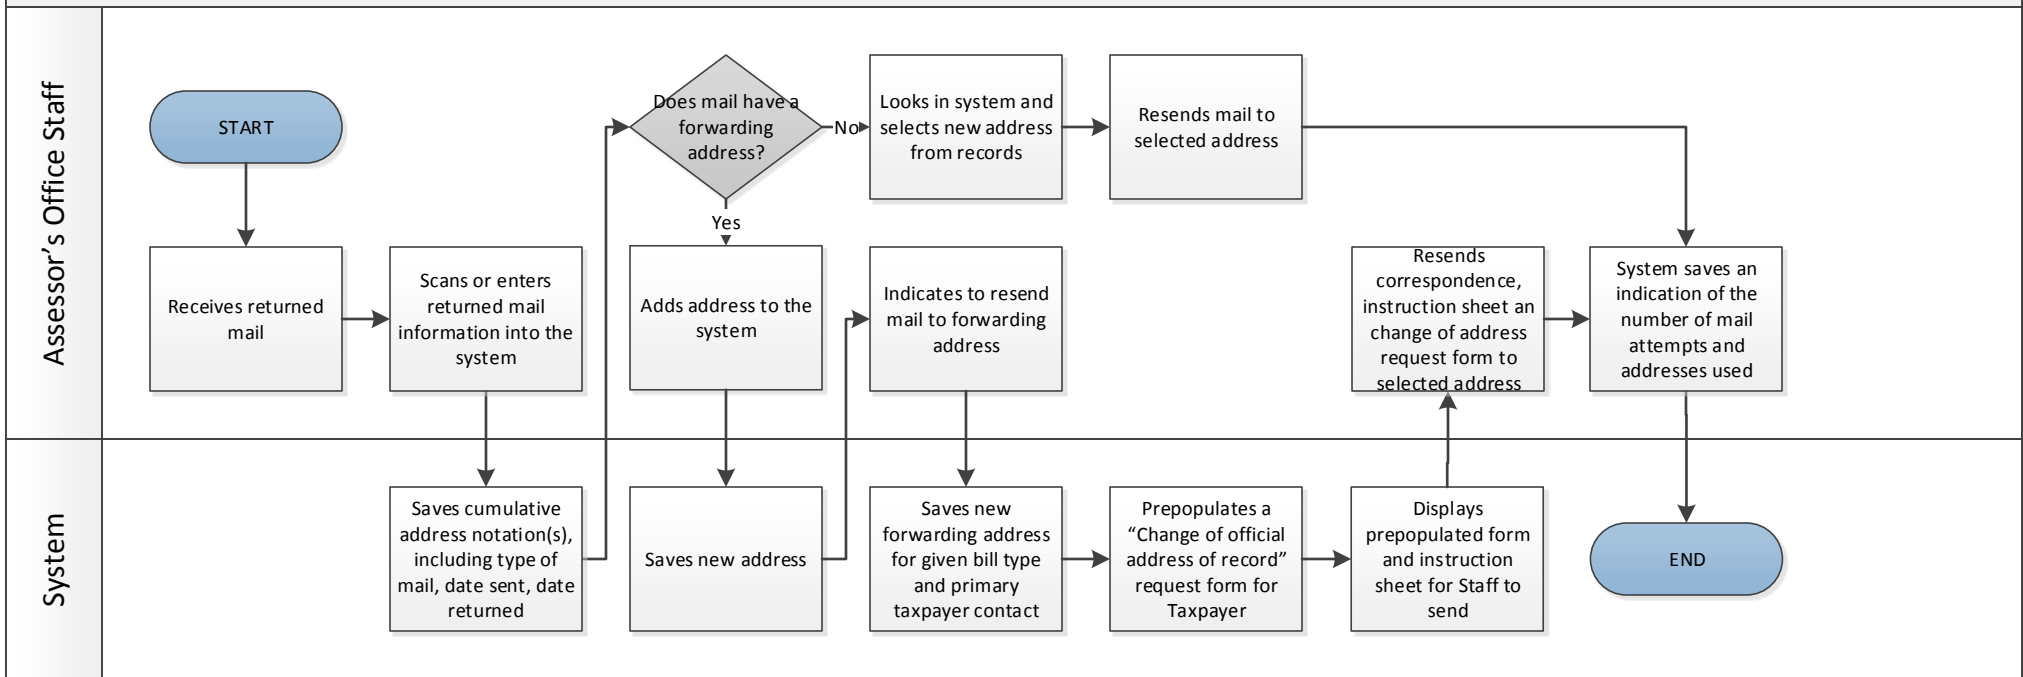 Assessor's Office Staff
START
Does mail have a
forwarding
address?
No
Looks in system and
selects new address
from records
Resends mail to
selected address
Yes
Receives returned
mail
Scans or enters
returned mail
information into the
system
Adds address to the
system
Indicates to resend
mail to forwarding
address
Resends
correspondence,
instruction sheet an
change of address
request form to
selected address
System saves an
indication of the
number of mail
attempts and
addresses used
System
Saves cumulative
address notation(s),
including type of
mail, date sent, date
returned
Saves new address
Saves new
forwarding address
for given bill type
and primary
taxpayer contact
Prepopulates a
“Change of official
address of record”
request form for
Taxpayer
Displays
prepopulated form
and instruction
sheet for Staff to
send
END